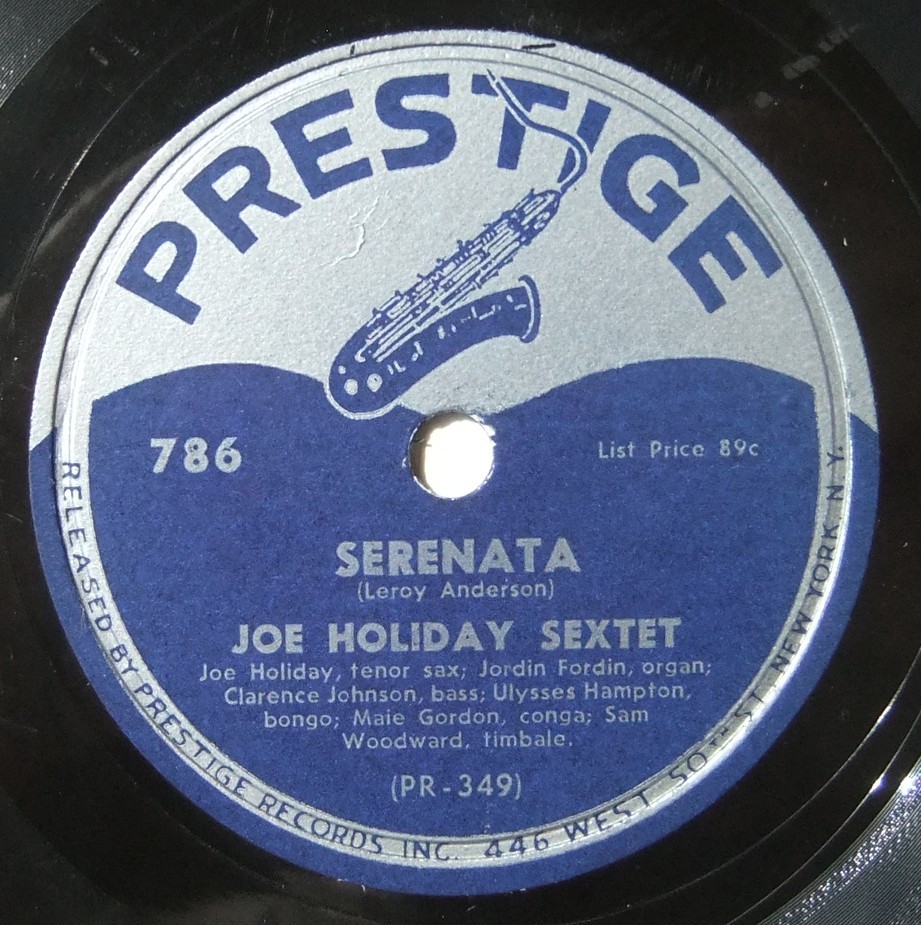 PRESTIGE
786
List Price 89c
SERENATA
(Leroy Anderson)
JOE HOLIDAY SEXTET
Joe Holiday, tenor sax; Jordin Fordin, organ;
Clarence Johnson, bass; Ulysses Hampton,
bongo; Maie Gordon, conga; Sam
Woodward, timbale.
(PR-349)
RELEASED BY PRESTIGE RECORDS INC. 446 WEST 50TH ST. NEW YORK N.Y.